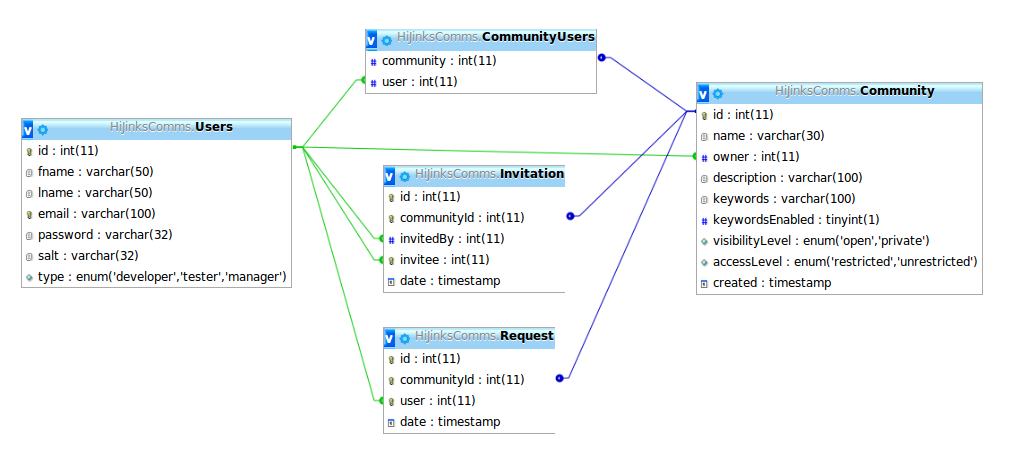 v HiJinksComms.CommunityUsers
# community : int(11)
# user : int(11)
v HiJinksComms.Users
id : int(11)
fname : varchar(50)
lname : varchar(50)
email : varchar(100)
password : varchar(32)
salt : varchar(32)
type : enum('developer','tester','manager')
v HiJinksComms.Invitation
id : int(11)
communityId : int(11)
# invitedBy : int(11)
invitee : int(11)
date : timestamp
v HiJinksComms.Request
id : int(11)
communityId : int(11)
user : int(11)
date : timestamp
v HiJinksComms.Community
id : int(11)
name : varchar(30)
# owner : int(11)
description : varchar(100)
keywords : varchar(100)
# keywordsEnabled : tinyint(1)
visibilityLevel : enum('open','private')
accessLevel : enum('restricted','unrestricted')
created : timestamp